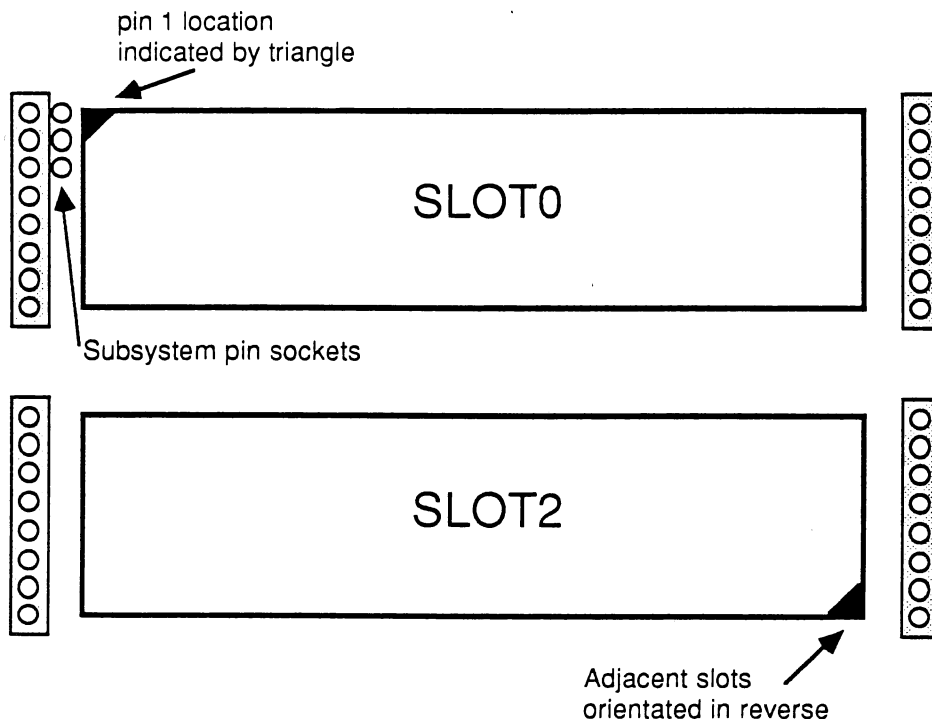 pin 1 location
indicated by triangle
SLOT0
Subsystem pin sockets
SLOT2
Adjacent slots
orientated in reverse